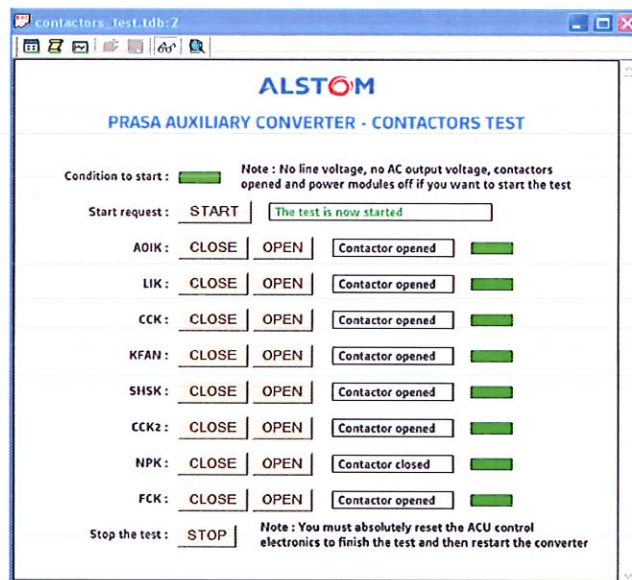 contactors_test.tdb:2
ALSTOM
PRASA AUXILIARY CONVERTER - CONTACTORS TEST
Condition to start :
Note : No line voltage, no AC output voltage, contactors
opened and power modules off if you want to start the test
Start request : START The test is now started
AOIK : CLOSE OPEN Contactor opened
LIK : CLOSE OPEN Contactor opened
CCK : CLOSE OPEN Contactor opened
KFAN : CLOSE OPEN Contactor opened
SHSK : CLOSE OPEN Contactor opened
CCK2 : CLOSE OPEN Contactor opened
NPK : CLOSE OPEN Contactor closed
FCK : CLOSE OPEN Contactor opened
Stop the test : STOP
Note : You must absolutely reset the ACU control
electronics to finish the test and then restart the converter